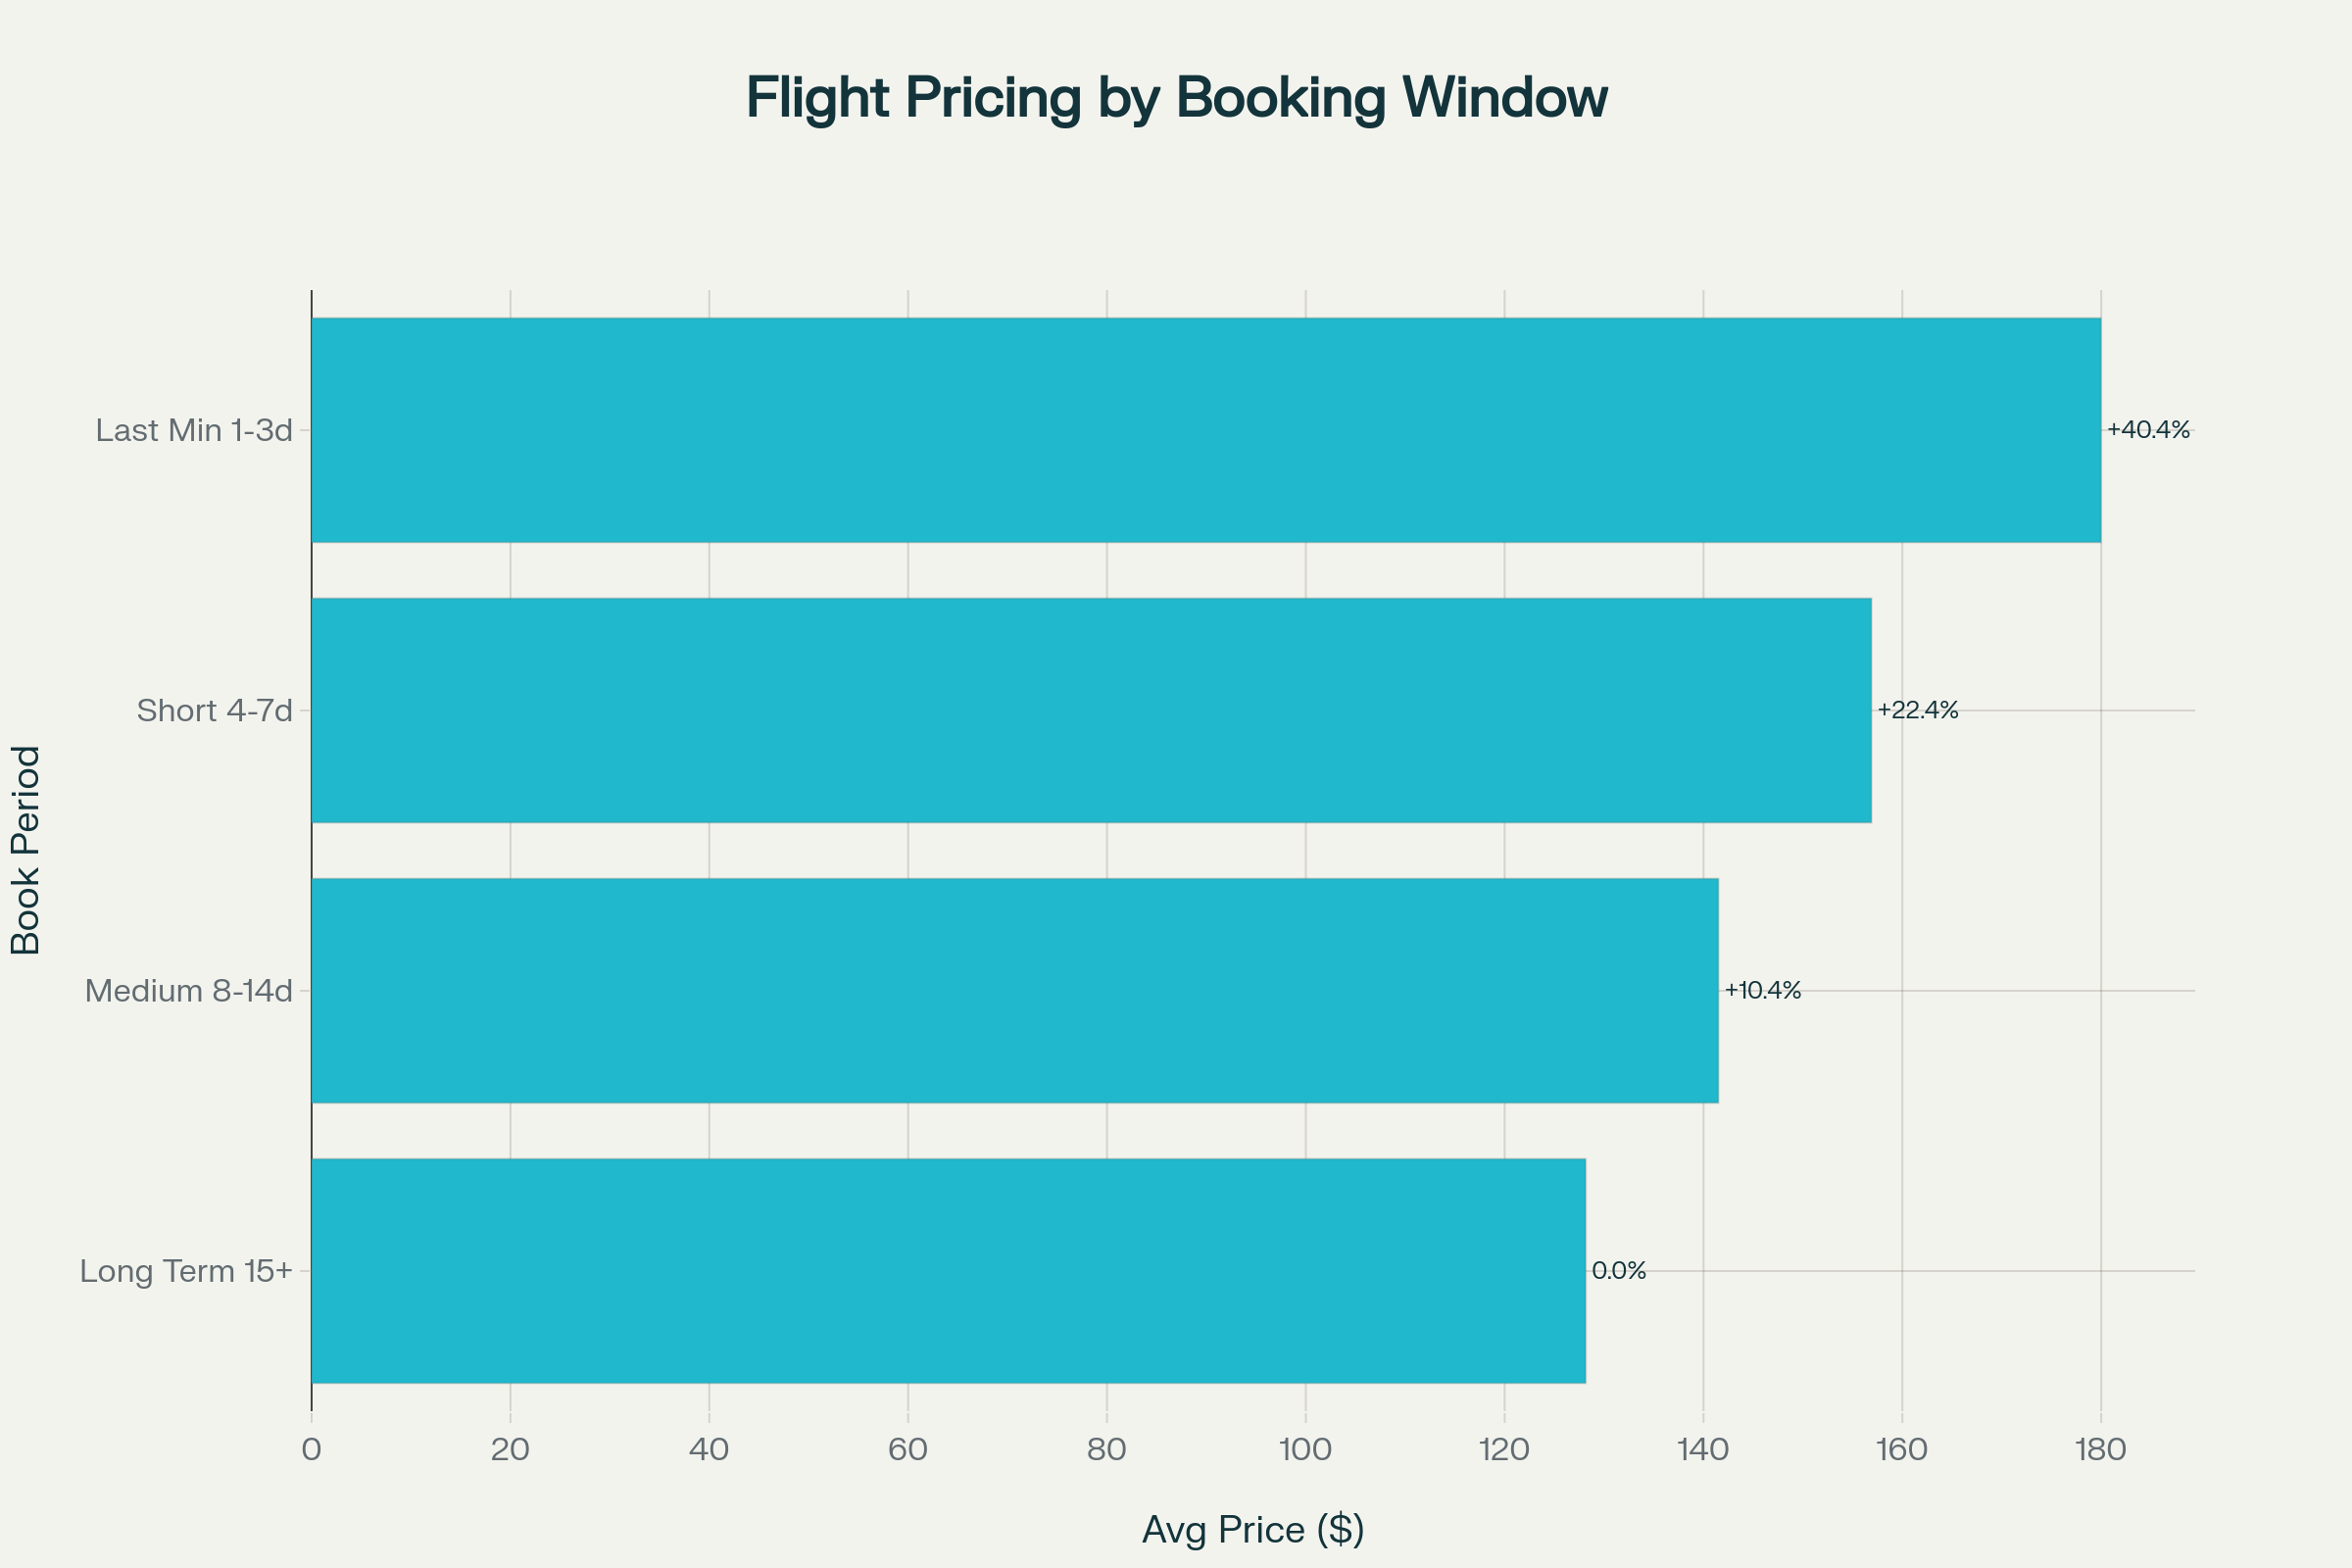 Flight Pricing by Booking Window
Last Min 1-3d
+40.4%
Short 4-7d
+22.4%
Book Period
Medium 8-14d
+10.4%
Long Term 15+
0.0%
0 20 40 60 80 100 120 140 160 180
Avg Price ($)